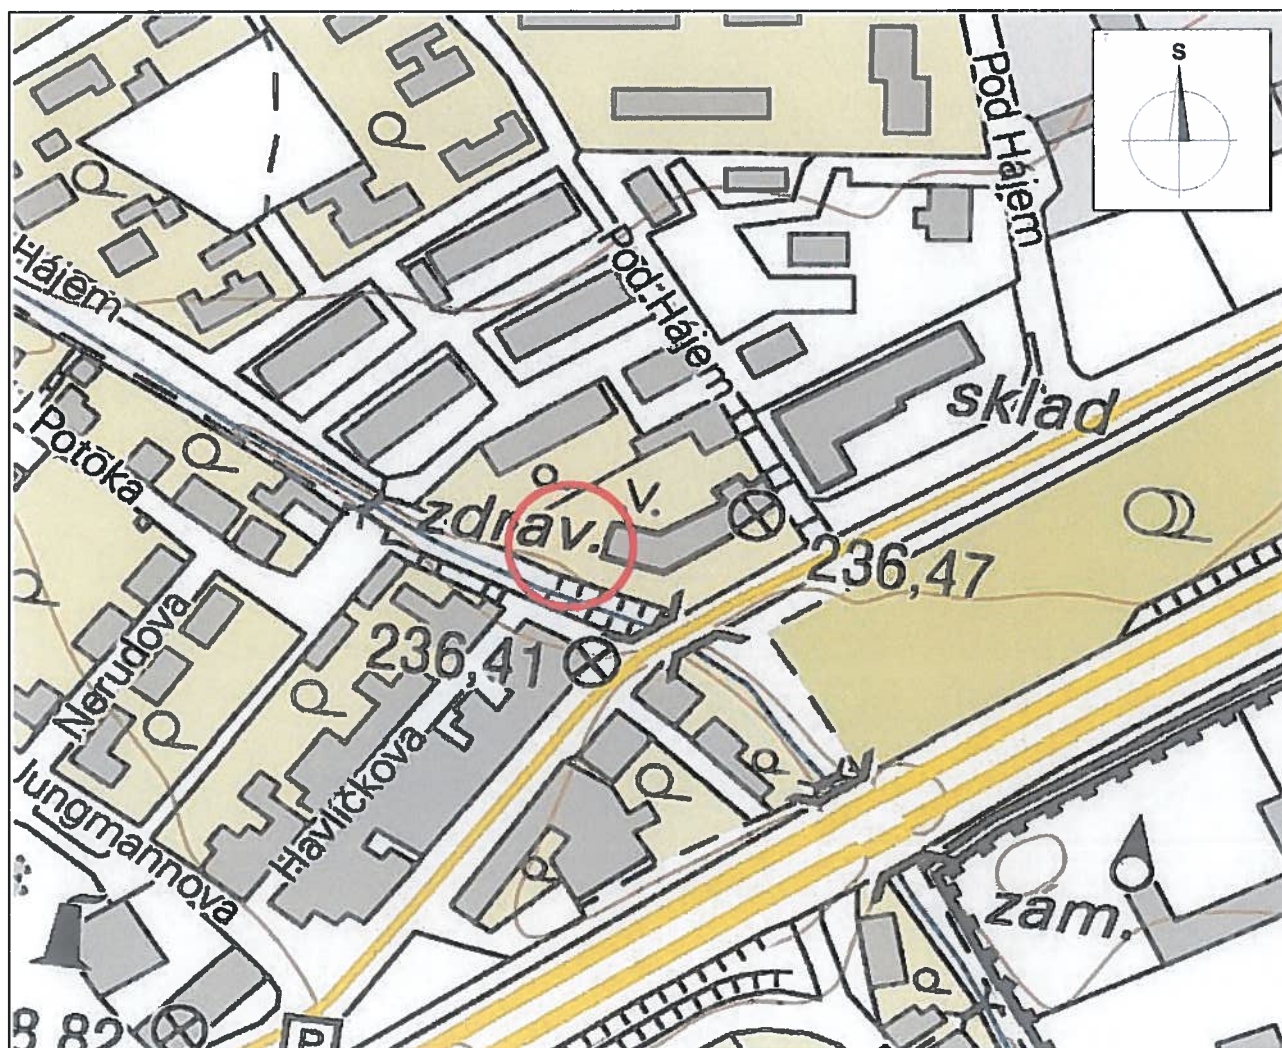 S
Pod Hájem
Hájem
Pod Hájem
sklad
Potoka
v.
zdrav.
236,47
236,41
Nerudova
Havlíčkova
Jungmannova
zám.
8,82
P